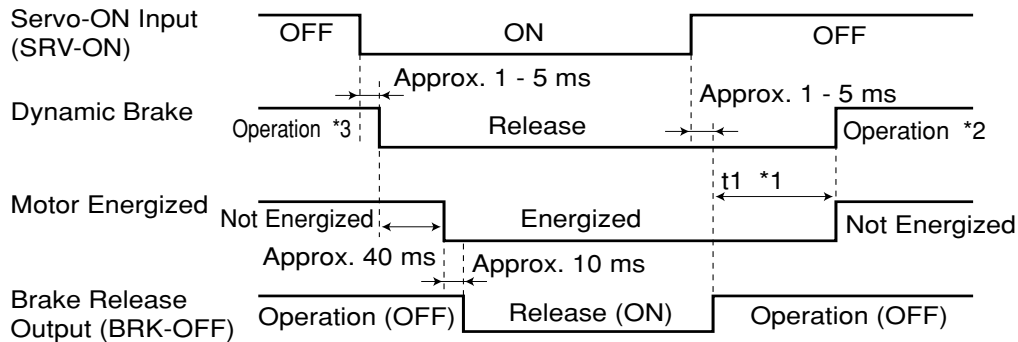 Servo-ON Input
(SRV-ON)
OFF
ON
OFF
Approx. 1 - 5 ms
Approx. 1 - 5 ms
Dynamic Brake
Operation *3
Release
Operation *2
t1 *1
Motor Energized
Not Energized
Energized
Not Energized
Approx. 40 ms
Approx. 10 ms
Brake Release
Output (BRK-OFF)
Operation (OFF)
Release (ON)
Operation (OFF)